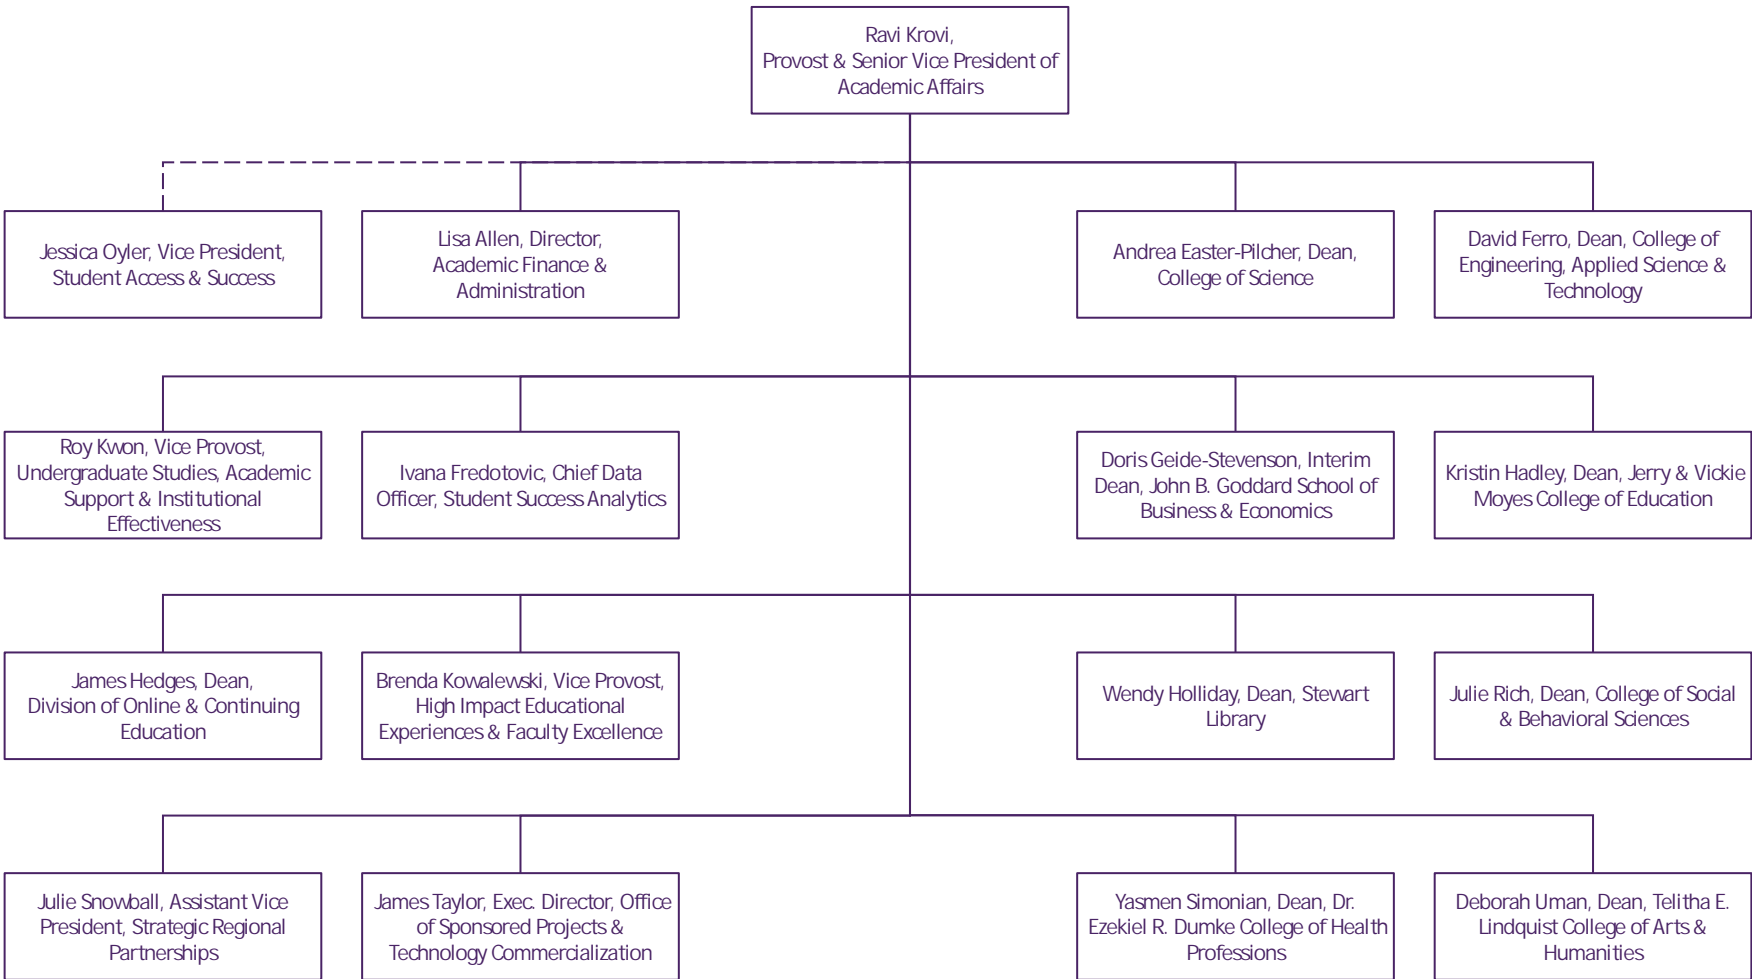 Ravi Krovi,
Provost & Senior Vice President of
Academic Affairs
Jessica Oyler, Vice President,
Student Access & Success
Lisa Allen, Director,
Academic Finance &
Administration
Andrea Easter-Pilcher, Dean,
College of Science
David Ferro, Dean, College of
Engineering, Applied Science &
Technology
Roy Kwon, Vice Provost,
Undergraduate Studies, Academic
Support & Institutional
Effectiveness
Ivana Fredotovic, Chief Data
Officer, Student Success Analytics
Doris Geide-Stevenson, Interim
Dean, John B. Goddard School of
Business & Economics
Kristin Hadley, Dean, Jerry & Vickie
Moyes College of Education
James Hedges, Dean,
Division of Online & Continuing
Education
Brenda Kowalewski, Vice Provost,
High Impact Educational
Experiences & Faculty Excellence
Wendy Holliday, Dean, Stewart
Library
Julie Rich, Dean, College of Social
& Behavioral Sciences
Julie Snowball, Assistant Vice
President, Strategic Regional
Partnerships
James Taylor, Exec. Director, Office
of Sponsored Projects &
Technology Commercialization
Yasmen Simonian, Dean, Dr.
Ezekiel R. Dumke College of Health
Professions
Deborah Uman, Dean, Telitha E.
Lindquist College of Arts &
Humanities